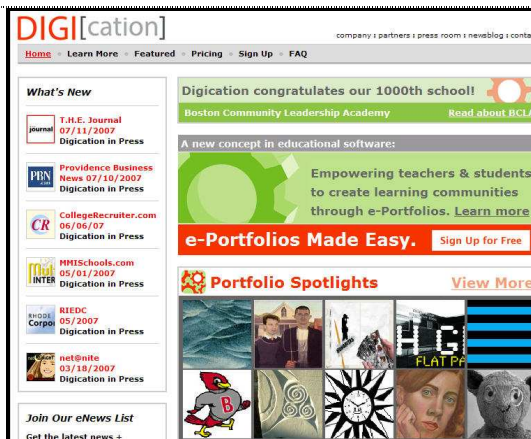 DIGI[cation]
company : partners : press room : newsblog : conta
Home Learn More Featured Pricing Sign Up FAQ
What's New
journal
T.H.E. Journal
07/11/2007
Digication in Press
PBN
Providence Business
News 07/10/2007
Digication in Press
CR
CollegeRecruiter.com
06/06/07
Digication in Press
MMISchools.com
05/01/2007
Digication in Press
RHODE
Corpo
RIEDC
05/2007
Digication in Press
net@nite
03/18/2007
Digication in Press
Join Our eNews List
Get the latest news +
Digication congratulates our 1000th school!
Boston Community Leadership Academy
Read about BCLA
A new concept in educational software:
Empowering teachers & students
to create learning communities
through e-Portfolios. Learn more
e-Portfolios Made Easy.
Sign Up for Free
Portfolio Spotlights
View More
FLAT PA
B